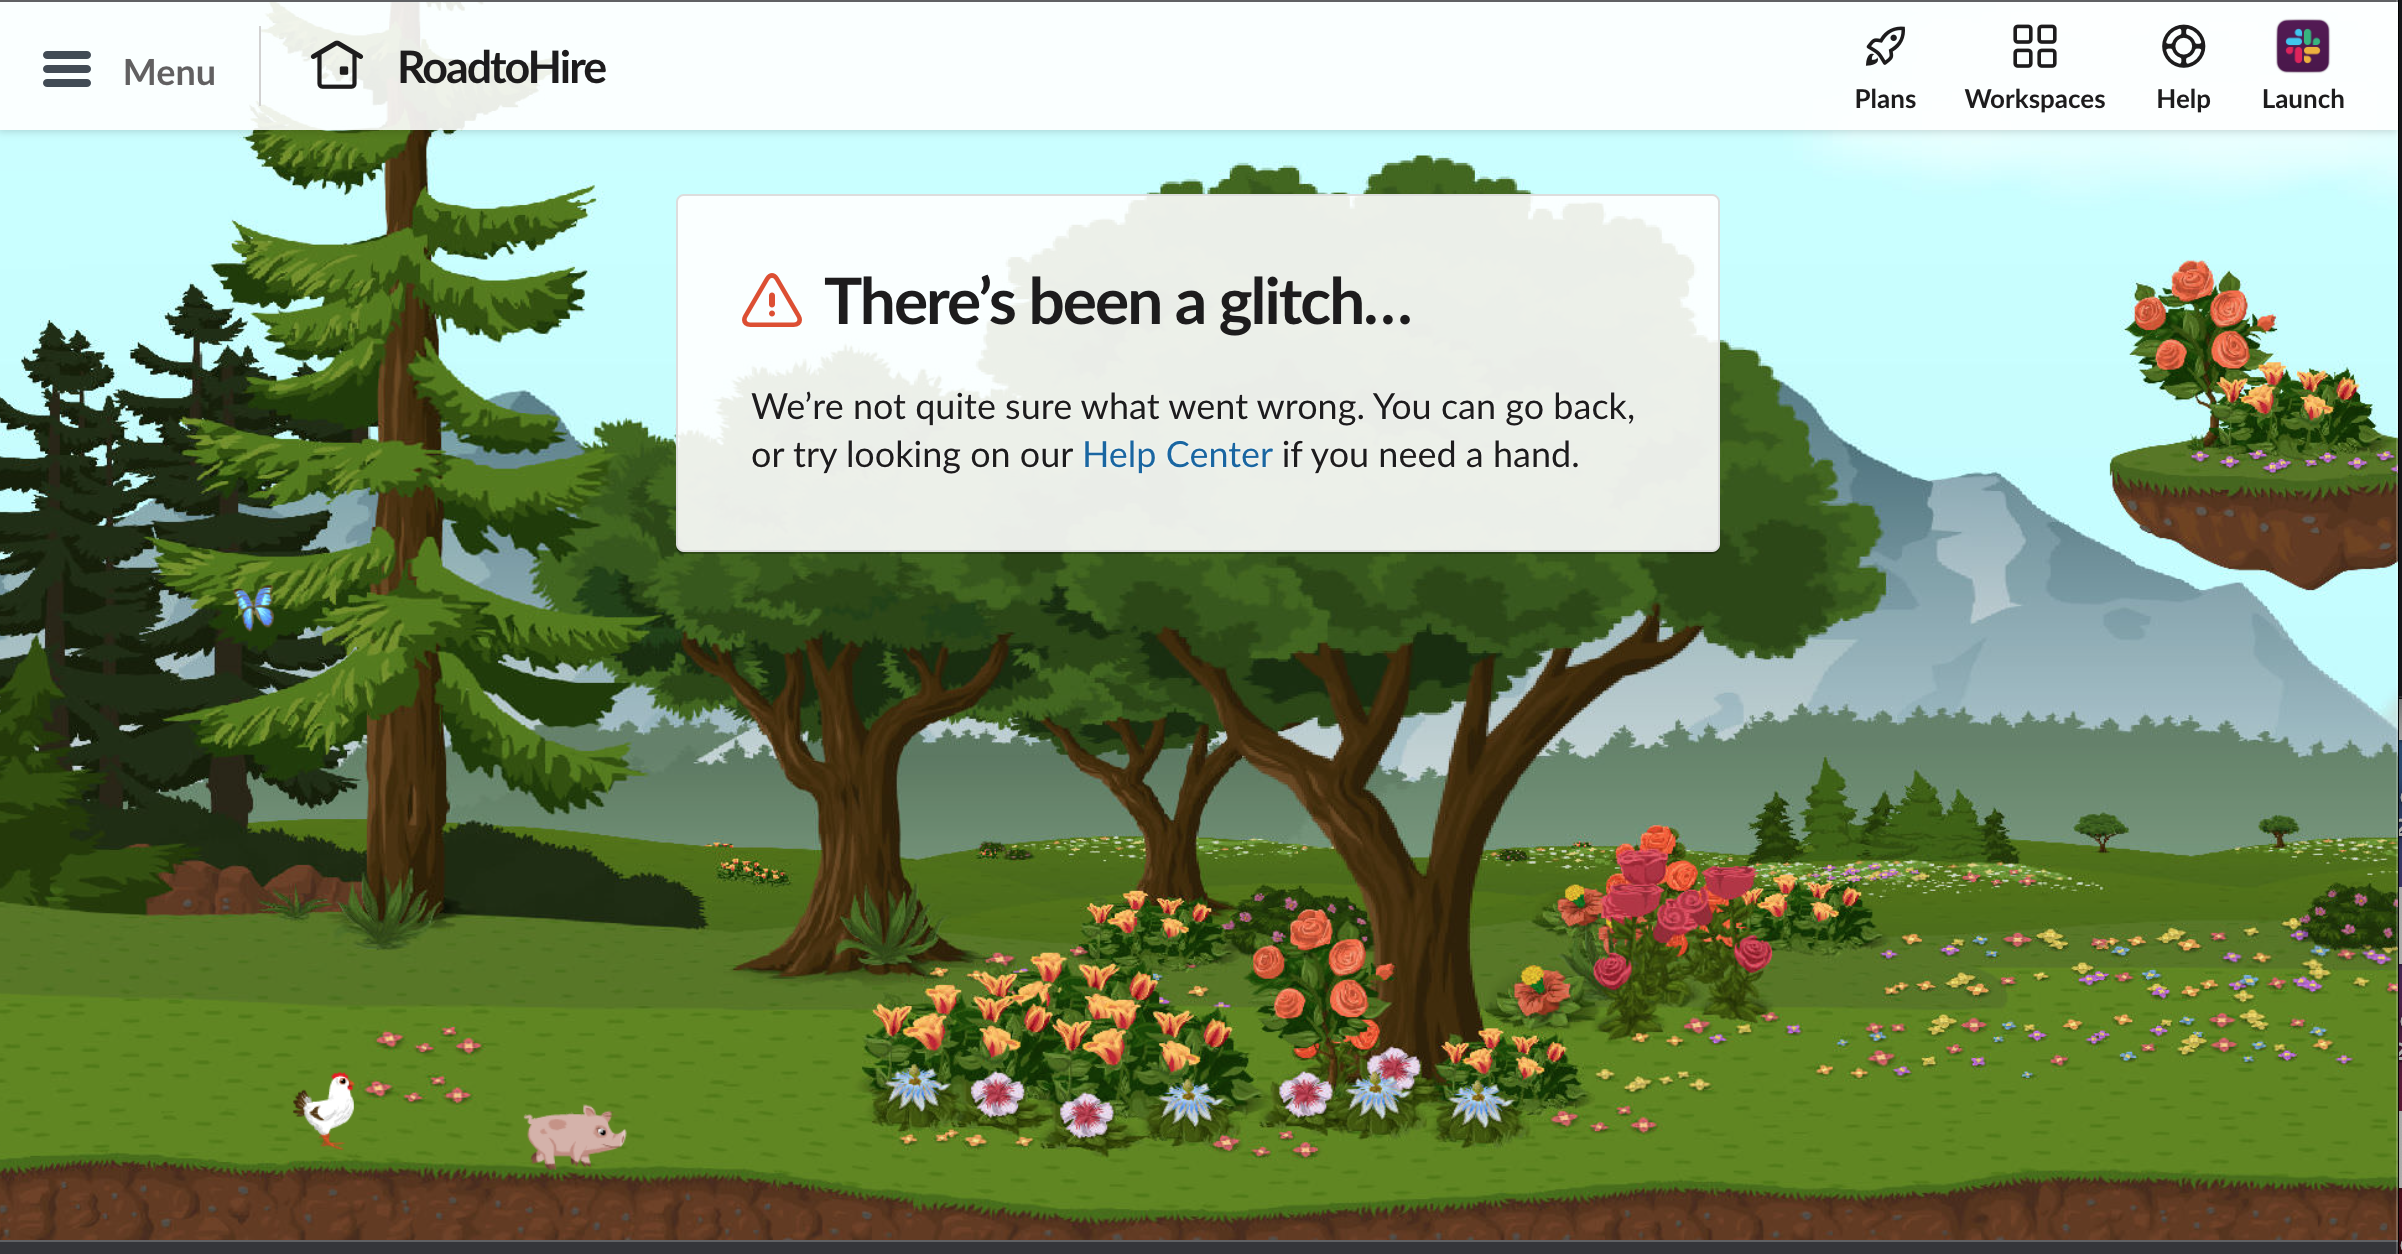 Menu
RoadtoHire
Plans
Workspaces
Help
Launch
There’s been a glitch…
We’re not quite sure what went wrong. You can go back,
or try looking on our Help Center if you need a hand.